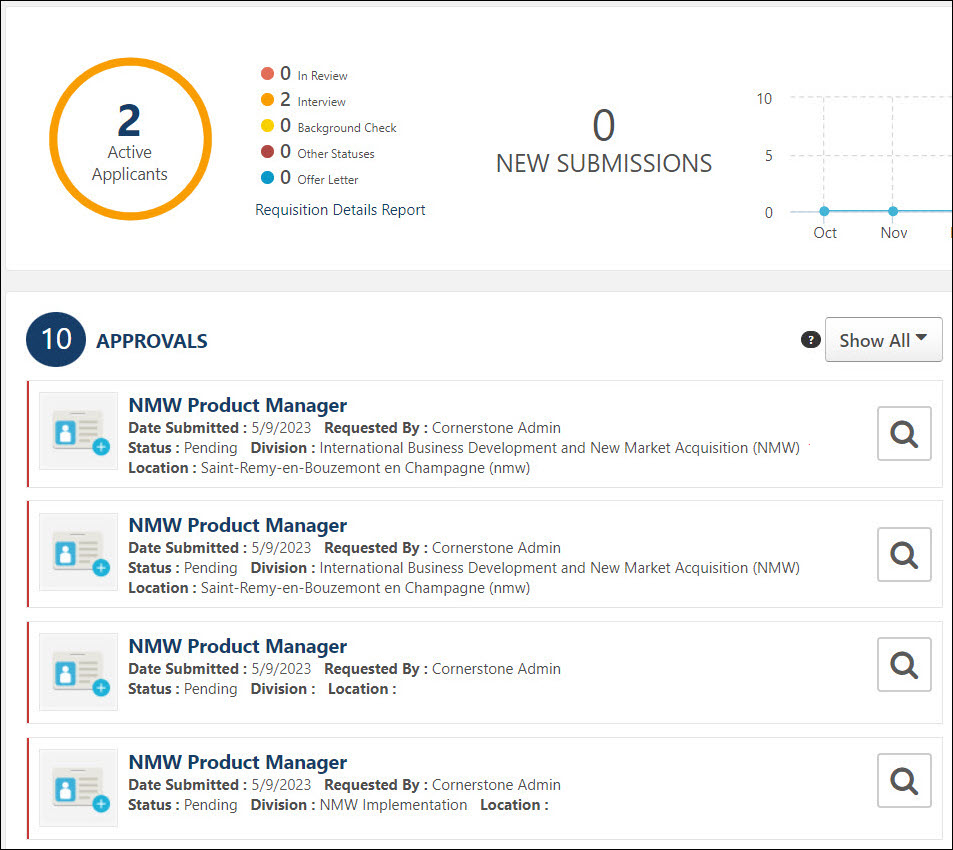 2
Active
Applicants
0 In Review
2 Interview
0 Background Check
0 Other Statuses
0 Offer Letter
Requisition Details Report
0
NEW SUBMISSIONS
10
5
0
Oct Nov
10 APPROVALS
? Show All
NMW Product Manager
Date Submitted : 5/9/2023 Requested By : Cornerstone Admin
Status : Pending Division : International Business Development and New Market Acquisition (NMW)
Location : Saint-Remy-en-Bouzemont en Champagne (nmw)
NMW Product Manager
Date Submitted : 5/9/2023 Requested By : Cornerstone Admin
Status : Pending Division : International Business Development and New Market Acquisition (NMW)
Location : Saint-Remy-en-Bouzemont en Champagne (nmw)
NMW Product Manager
Date Submitted : 5/9/2023 Requested By : Cornerstone Admin
Status : Pending Division : Location :
NMW Product Manager
Date Submitted : 5/9/2023 Requested By : Cornerstone Admin
Status : Pending Division : NMW Implementation Location :